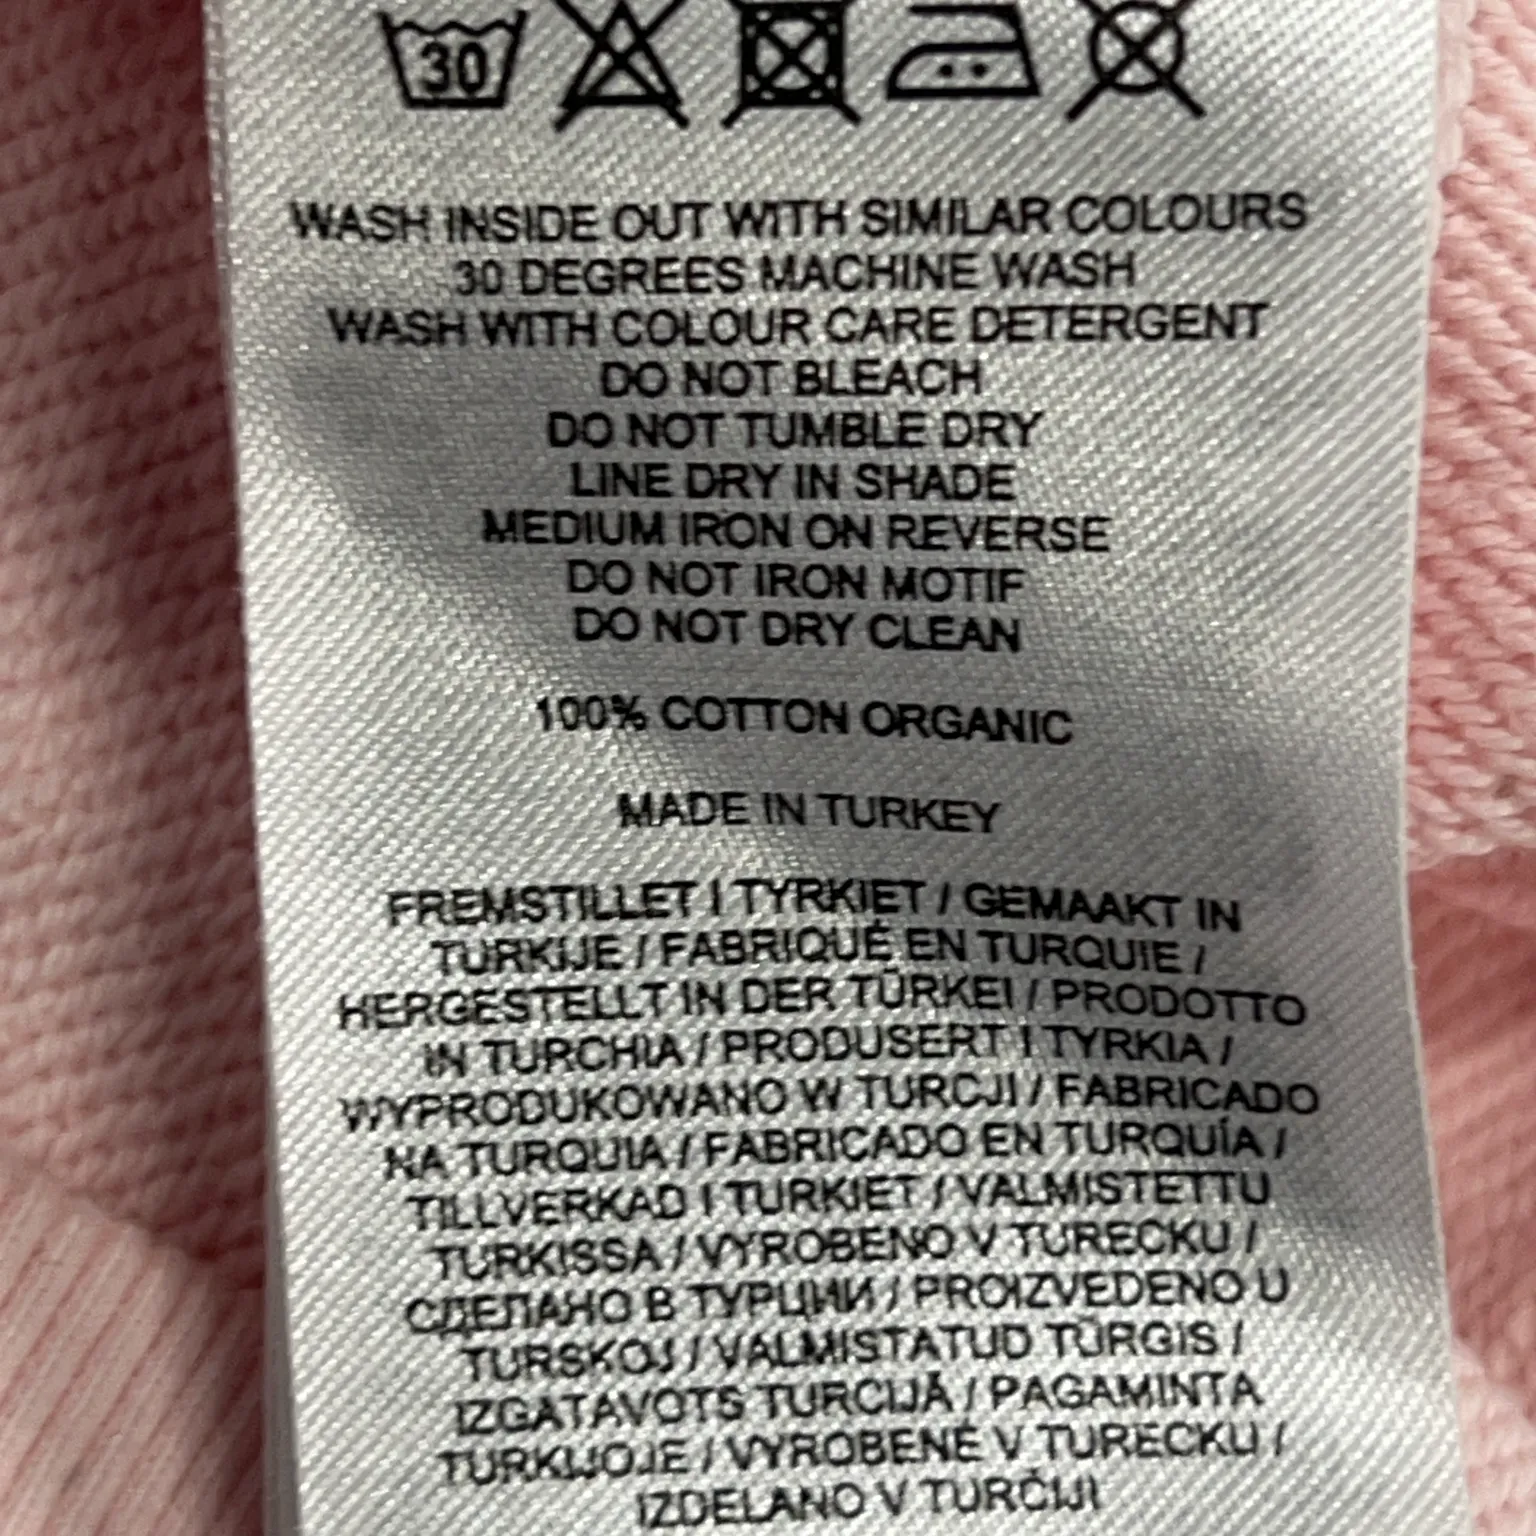 30
WASH INSIDE OUT WITH SIMILAR COLOURS
30 DEGREES MACHINE WASH
WASH WITH COLOUR CARE DETERGENT
DO NOT BLEACH
DO NOT TUMBLE DRY
LINE DRY IN SHADE
MEDIUM IRON ON REVERSE
DO NOT IRON MOTIF
DO NOT DRY CLEAN
100% COTTON ORGANIC
MADE IN TURKEY
FREMSTILLET I TYRKIET / GEMAAKT IN
TURKIJE / FABRIQUÉ EN TURQUIE /
HERGESTELLT IN DER TÜRKEI / PRODOTTO
IN TURCHIA / PRODUSERT I TYRKIA /
WYPRODUKOWANO W TURCJI / FABRICADO
NA TURQUIA / FABRICADO EN TURQUÍA /
TILLVERKAD I TURKIET / VALMISTETTU
TURKISSA / VYROBENO V TURECKU /
СДЕЛАНО В ТУРЦИИ / PROIZVEDENO U
TURSKOJ / VALMISTATUD TÜRGIS /
IZGATAVOTS TURCIJĀ / PAGAMINTA
TURKIJOJE / VYROBENÉ V TURECKU /
IZDELANO V TURČIJI